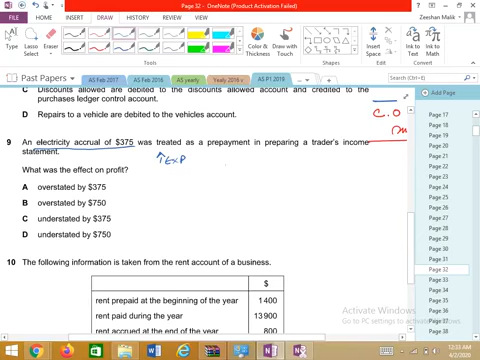 Page 32 - OneNote (Product Activation Failed)
Zeeshan Malik
FILE HOME INSERT DRAW HISTORY REVIEW VIEW
Type
Lasso Select
Eraser
Pan
Color & Thickness
Draw with Touch
Insert Space
Ink to Text
Ink to Math
Tools
Shapes
Edit
Convert
Past Papers
AS Feb 2017
AS Feb 2016
AS yearly
Yealy 2016 v
AS P1 2019
Add Page
Page 17
Page 18
Page 19
Page 20
Page 21
Page 22
Page 23
Page 24
Page 25
Page 26
Page 27
Page 28
Page 29
Page 30
Page 31
Page 32
Page 33
Page 34
Page 35
Page 36
Page 37
Page 38
C Discounts allowed are debited to the discounts allowed account and credited to the
purchases ledger control account.
D Repairs to a vehicle are debited to the vehicles account.
C.O
9 An electricity accrual of $375 was treated as a prepayment in preparing a trader's income
statement.
↑EXP
What was the effect on profit?
A overstated by $375
B overstated by $750
C understated by $375
D understated by $750
10 The following information is taken from the rent account of a business.
$
rent prepaid at the beginning of the year 1 400
rent paid during the year 13 900
rent accrued at the end of the year 800
Activate Windows
Go to PC settings to activate Windows.
12:33 AM
4/2/2020